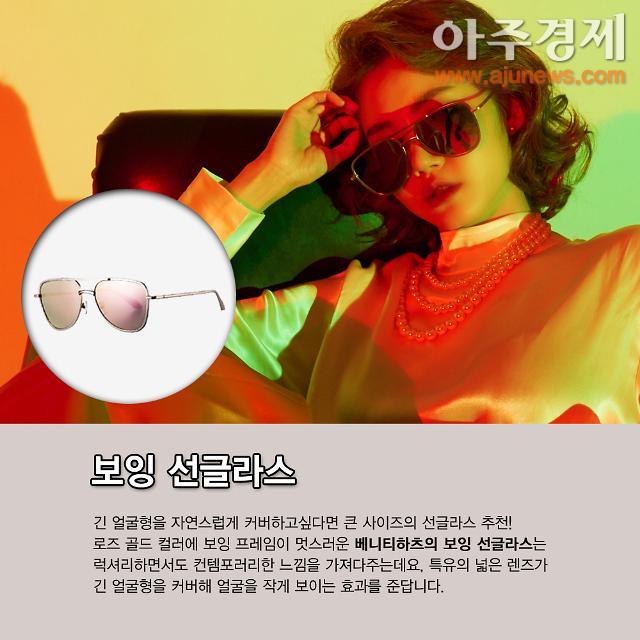 아주경제
www.ajunews.com
보잉 선글라스
긴 얼굴형을 자연스럽게 커버하고싶다면 큰 사이즈의 선글라스 추천!
로즈 골드 컬러에 보잉 프레임이 멋스러운 베니티하츠의 보잉 선글라스는
럭셔리하면서도 컨템포러리한 느낌을 가져다주는데요, 특유의 넓은 렌즈가
긴 얼굴형을 커버해 얼굴을 작게 보이는 효과를 준답니다.